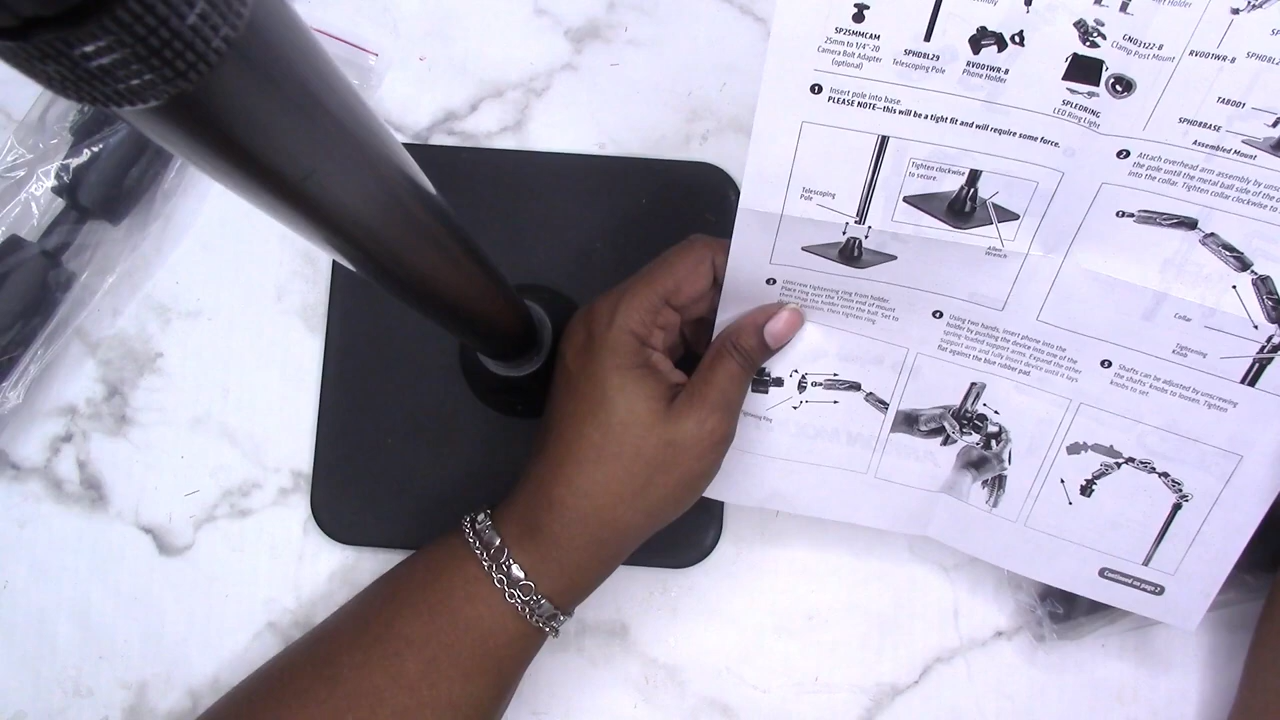 SP25MMCAM
25mm to 1/4"-20
Camera Bolt Adapter
(optional)
SPHD8L29
Telescoping Pole
RV001WR-B
Phone Holder
GN03122-B
Clamp Post Mount
SPLEDRING
LED Ring Light
RV001WR-B
SPHD8L
TAB001
SPHD8BASE
Assembled Mount
1 Insert pole into base.
PLEASE NOTE—this will be a tight fit and will require some force.
Telescoping
Pole
Tighten clockwise
to secure.
Allen
Wrench
2 Attach overhead arm assembly by
the pole until the metal ball side of the
into the collar. Tighten collar clockwise to
Collar
Tightening
Knob
3 Unscrew tightening ring from holder.
Place ring over the 17mm end of mount
then snap the holder onto the ball. Set to
position, then tighten ring.
Tightening Ring
4 Using two hands, insert phone into the
holder by pushing the device into one of the
spring-loaded support arms. Expand the other
support arm and fully insert device until it lays
flat against the blue rubber pad.
5 Shafts can be adjusted by unscrewing
the shafts' knobs to loosen. Tighten
knobs to set.
Continued on page 2